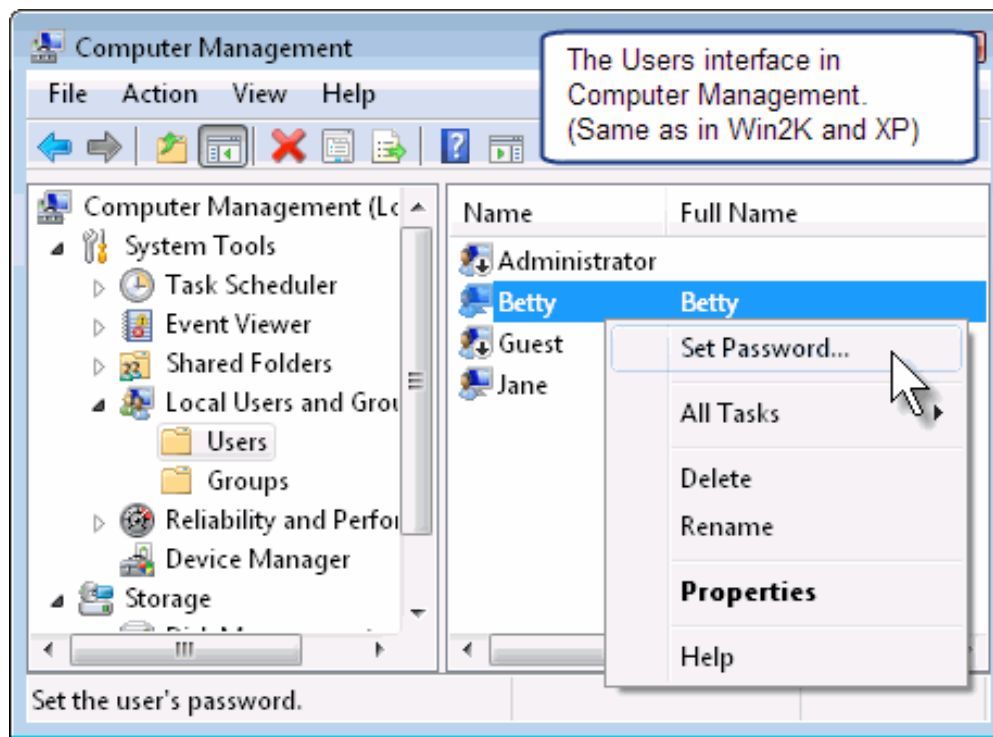 Computer Management
The Users interface in
Computer Management.
(Same as in Win2K and XP)
File Action View Help
Computer Management (Lc
System Tools
Task Scheduler
Event Viewer
Shared Folders
Local Users and Grou
Users
Groups
Reliability and Perfor
Device Manager
Storage
Name Full Name
Administrator
Betty Betty
Guest
Jane
Set Password...
All Tasks
Delete
Rename
Properties
Help
Set the user's password.